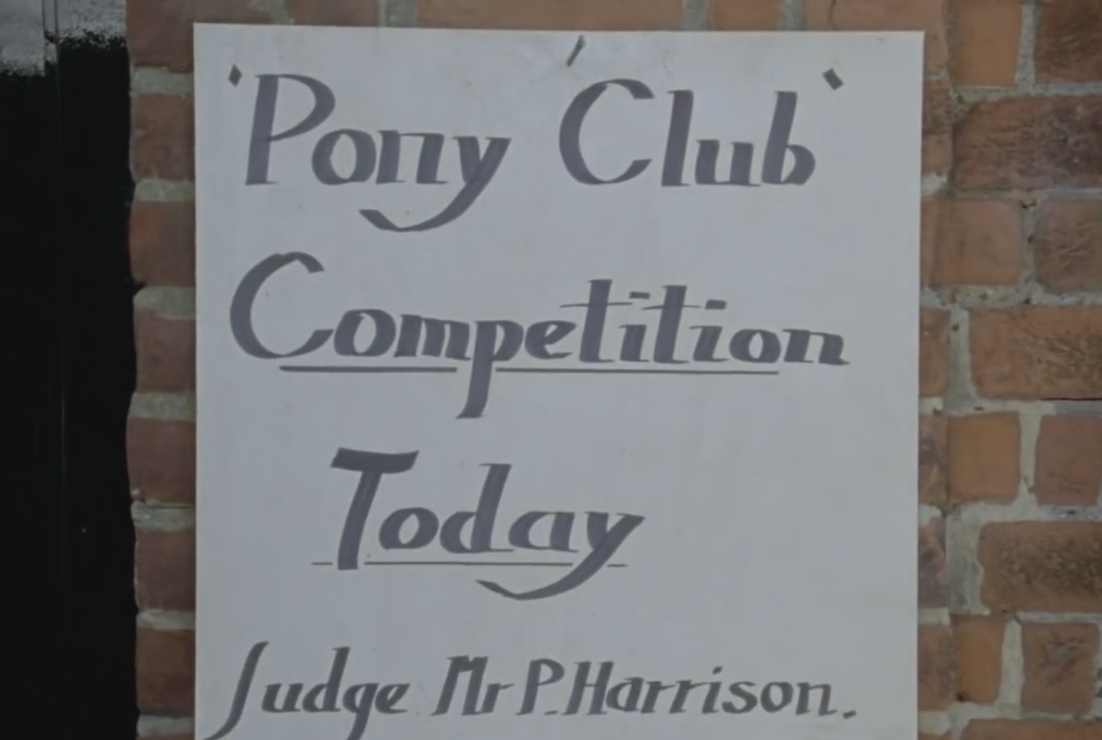 'Pony 'Club'
Competition
Today
Judge Mr P. Harrison.